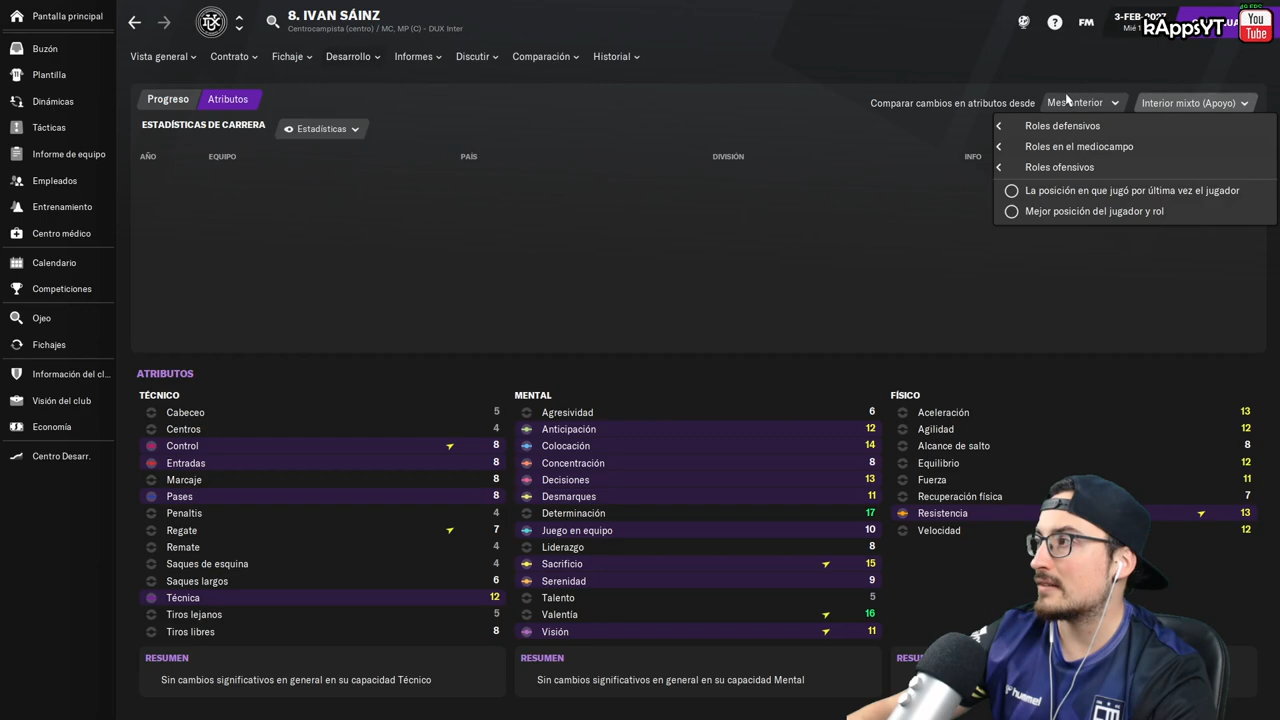 Pantalla principal
Buzón
Plantilla
Dinámicas
Tácticas
Informe de equipo
Empleados
Entrenamiento
Centro médico
Calendario
Competiciones
Ojeo
Fichajes
Información del cl...
Visión del club
Economía
Centro Desarr.
8. IVAN SÁINZ
Centrocampista (centro) / MC, MP (C) - DUX Inter
FM
kAppsYT
You
Tube
Vista general
Contrato
Fichaje
Desarrollo
Informes
Discutir
Comparación
Historial
Progreso
Atributos
Comparar cambios en atributos desde
Interior mixto (Apoyo)
ESTADÍSTICAS DE CARRERA
Estadísticas
AÑO
EQUIPO
PAÍS
DIVISIÓN
INFO
Roles defensivos
Roles en el mediocampo
Roles ofensivos
La posición en que jugó por última vez el jugador
Mejor posición del jugador y rol
ATRIBUTOS
TÉCNICO
Cabeceo 5
Centros 4
Control 8
Entradas 8
Marcaje 8
Pases 8
Penaltis 4
Regate 7
Remate 4
Saques de esquina 4
Saques largos 6
Técnica 12
Tiros lejanos 5
Tiros libres 8
RESUMEN
Sin cambios significativos en general en su capacidad Técnico
MENTAL
Agresividad 6
Anticipación 12
Colocación 14
Concentración 8
Decisiones 13
Desmarques 11
Determinación 17
Juego en equipo 10
Liderazgo 8
Sacrificio 15
Serenidad 9
Talento 5
Valentía 16
Visión 11
RESUMEN
Sin cambios significativos en general en su capacidad Mental
FÍSICO
Aceleración 13
Agilidad 12
Alcance de salto 8
Equilibrio 12
Fuerza 11
Recuperación física 7
Resistencia 13
Velocidad 12
hummel